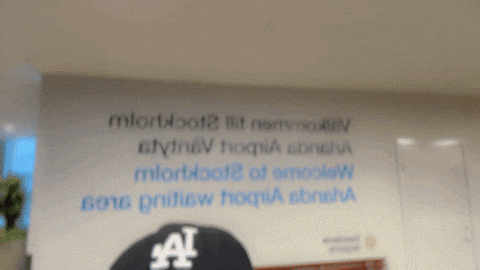 Välkommen till Stockholm
Arlanda Airport Väntyta
Welcome to Stockholm
Arlanda Airport waiting area
LA